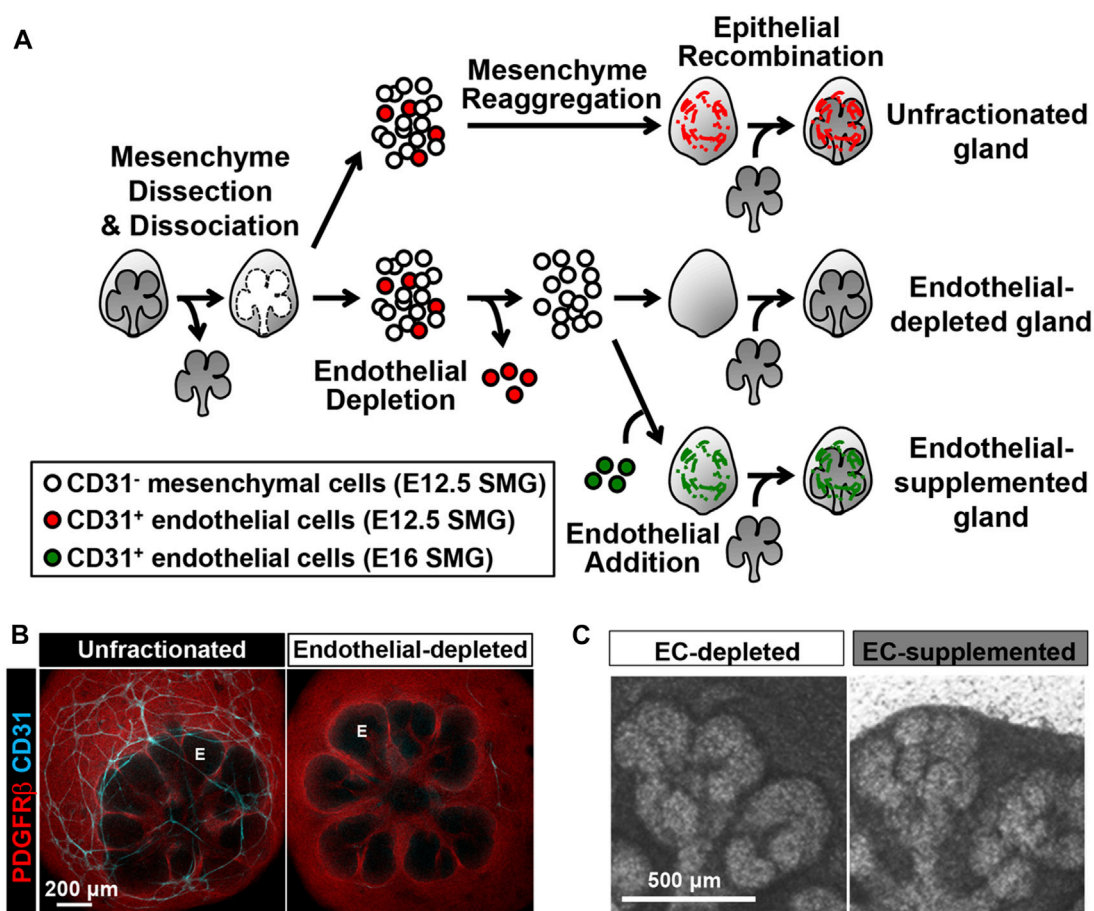 A
Mesenchyme
Dissection
& Dissociation
Mesenchyme
Reaggregation
Epithelial
Recombination
Unfractionated
gland
Endothelial
Depletion
Endothelial-
depleted gland
Endothelial
Addition
Endothelial-
supplemented
gland
CD31⁻ mesenchymal cells (E12.5 SMG)
CD31⁺ endothelial cells (E12.5 SMG)
CD31⁺ endothelial cells (E16 SMG)
B
Unfractionated
Endothelial-depleted
PDGFRβ CD31
E
E
200 µm
C
EC-depleted
EC-supplemented
500 µm